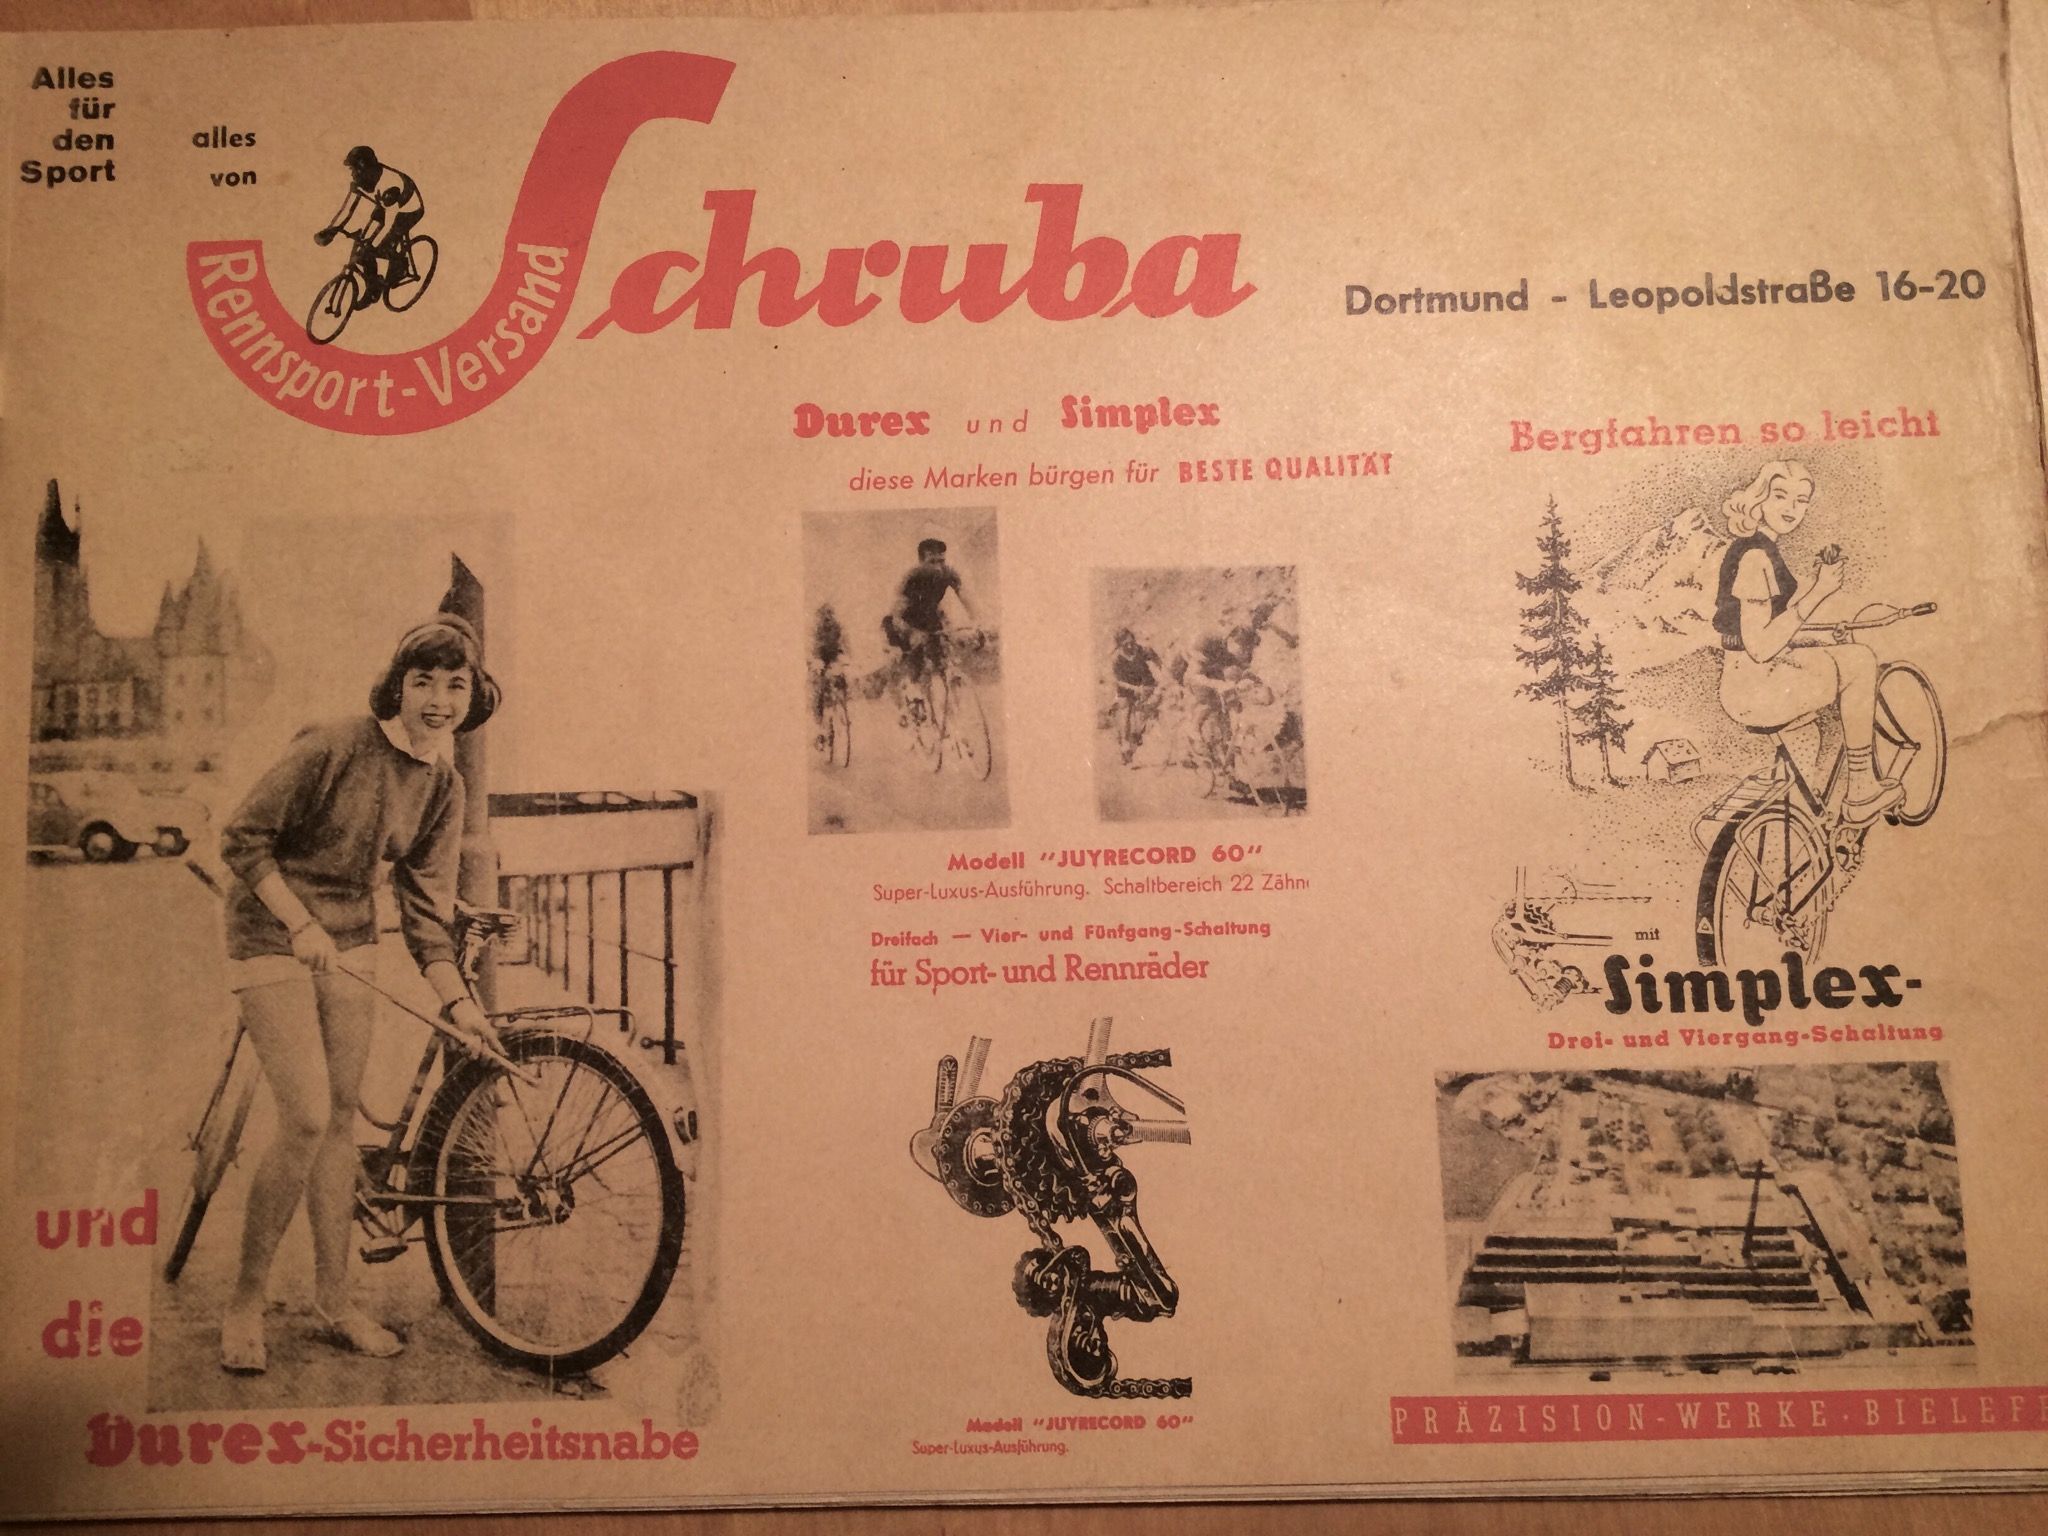 Alles
für
den
Sport
alles
von
Rennsport-Versand
Schruba
Dortmund - Leopoldstraße 16-20
Durex und Simplex
diese Marken bürgen für BESTE QUALITÄT
Bergfahren so leicht
Modell "JUYRECORD 60"
Super-Luxus-Ausführung. Schaltbereich 22 Zähn
Dreifach — Vier- und Fünfgang-Schaltung
für Sport- und Rennräder
mit
Simplex-
Drei- und Viergang-Schaltung
und
die
Durex-Sicherheitsnabe
Modell "JUYRECORD 60"
Super-Luxus-Ausführung.
PRÄZISION-WERKE·BIELEFE